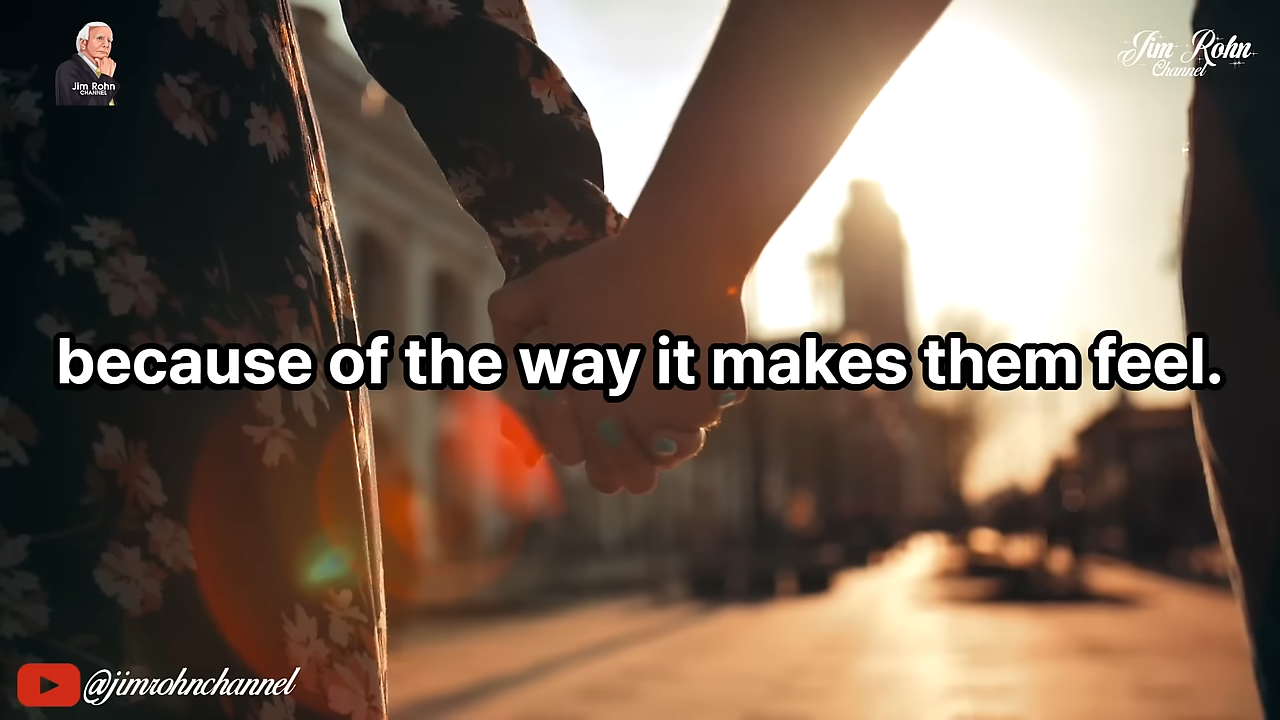 Jim Rohn
CHANNEL
Jim Rohn
Channel
because of the way it makes them feel.
@jimrohnchannel